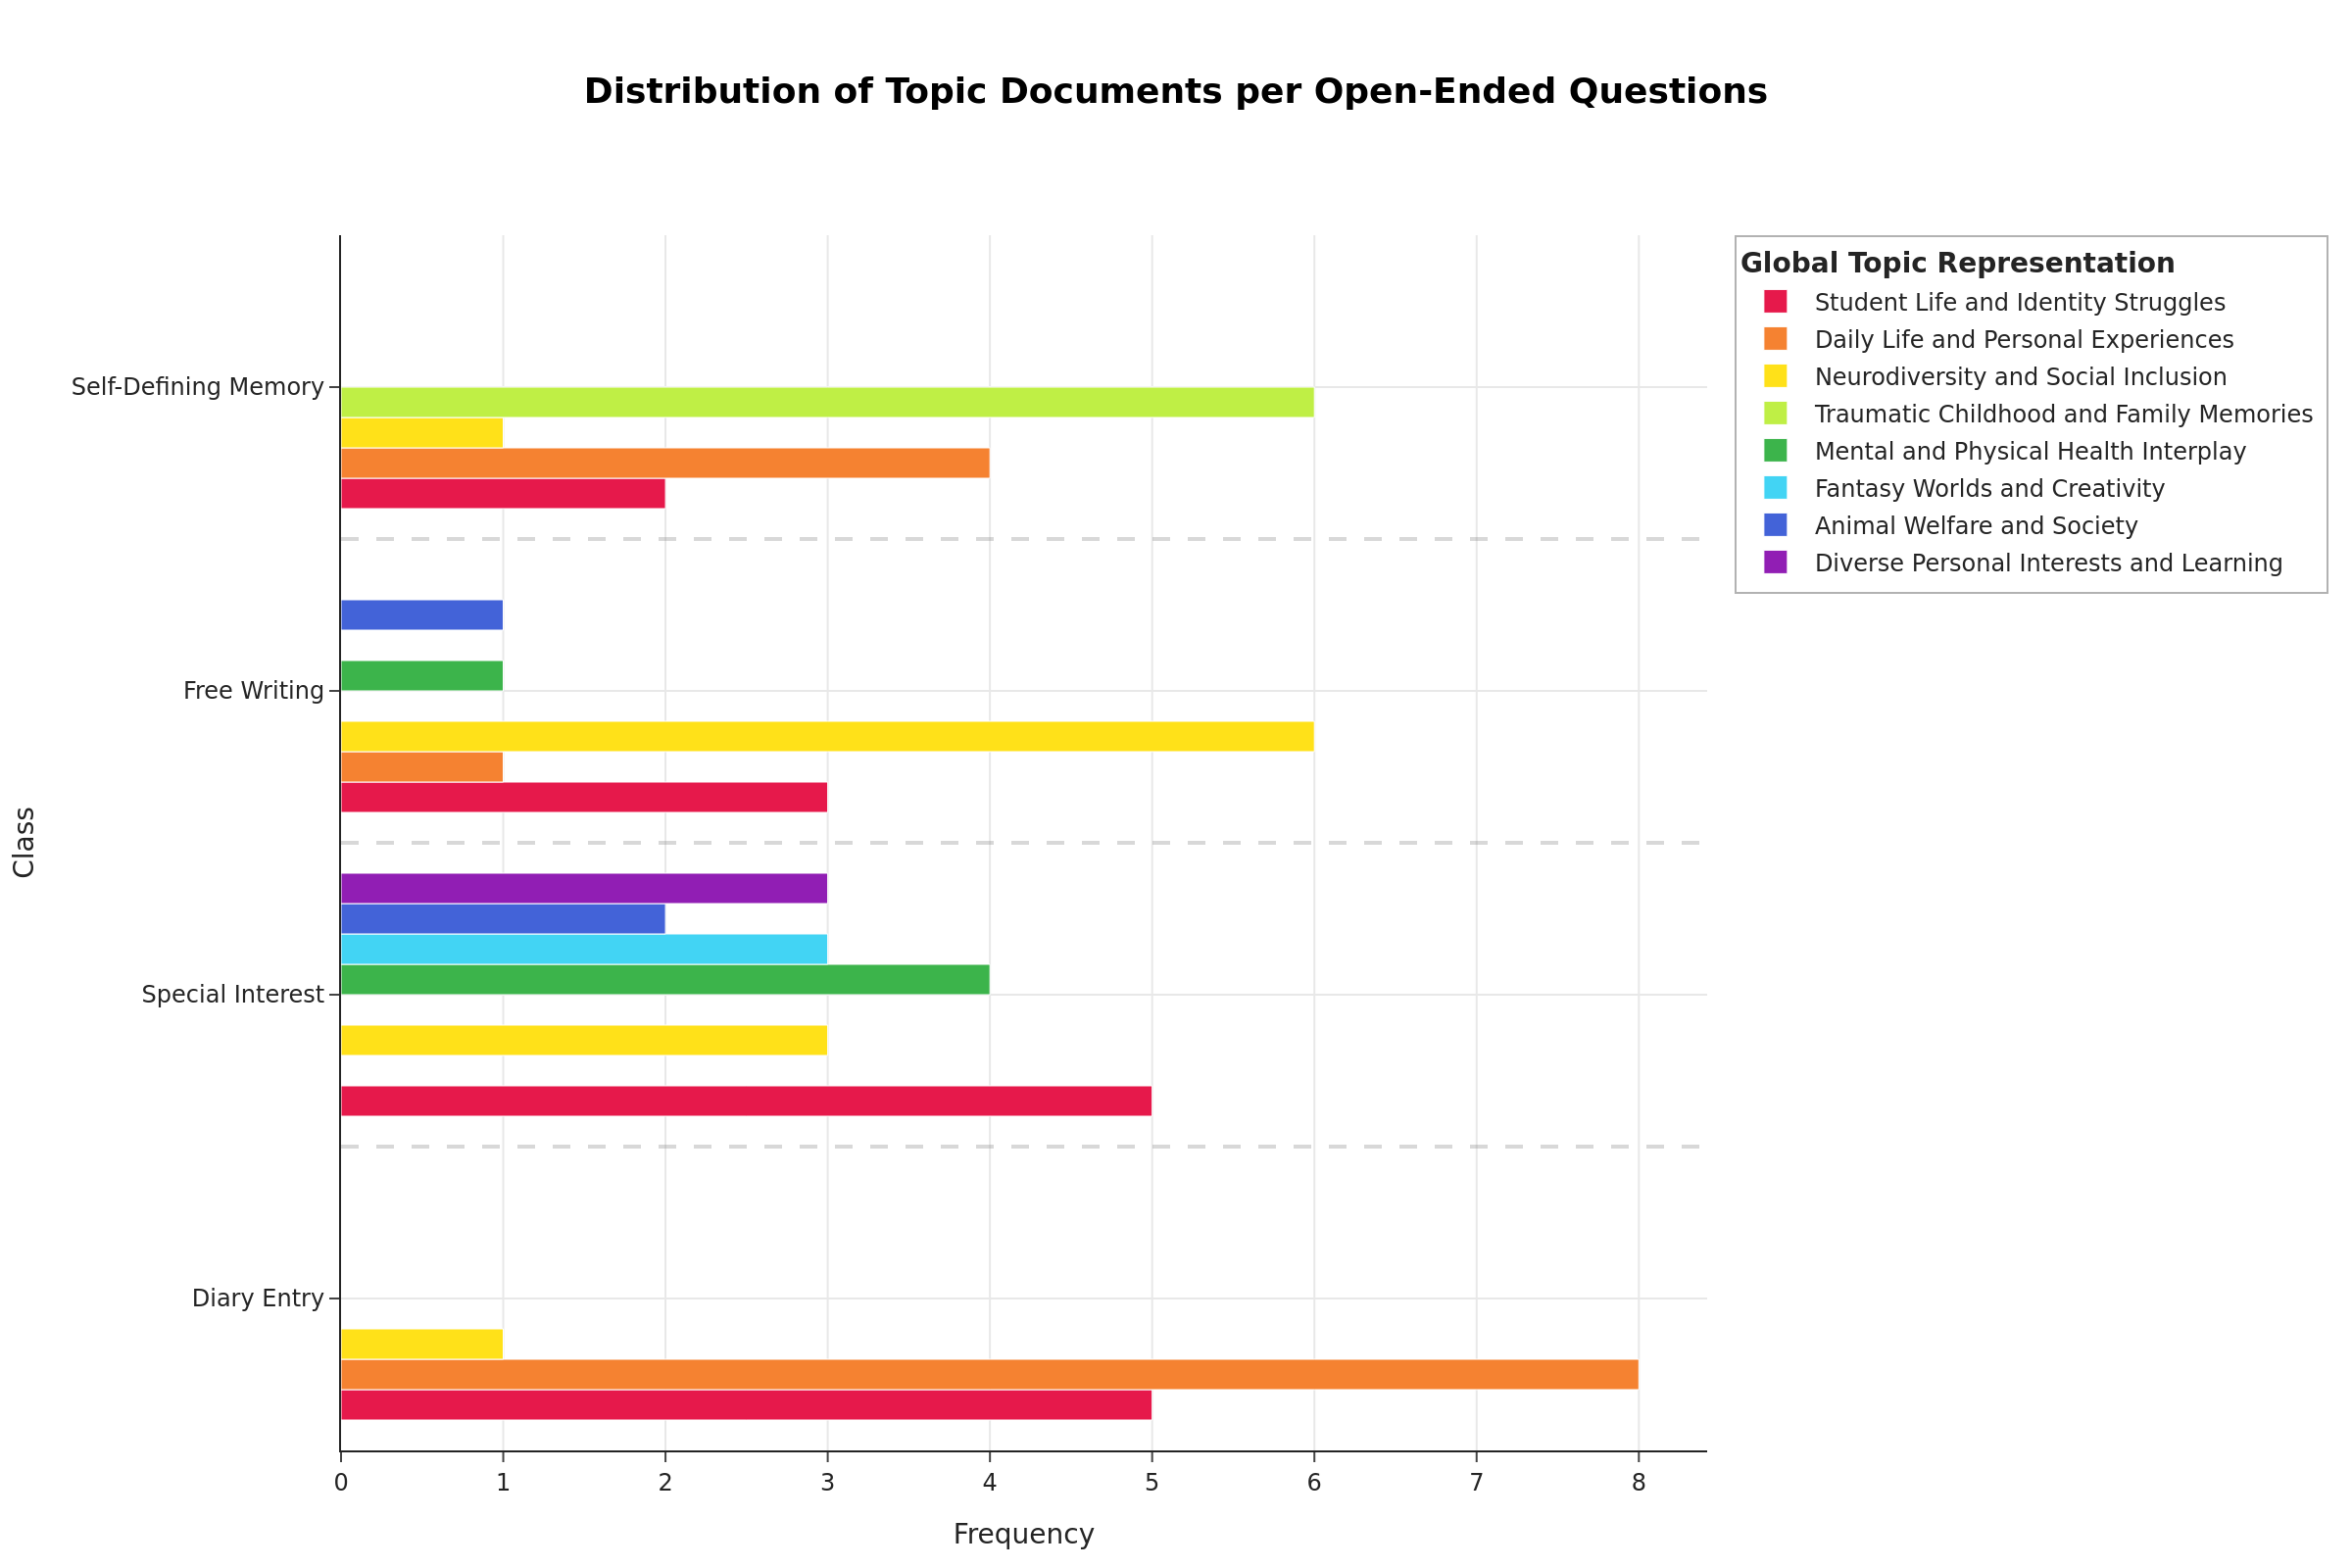 Distribution of Topic Documents per Open-Ended Questions
Global Topic Representation
Student Life and Identity Struggles
Daily Life and Personal Experiences
Neurodiversity and Social Inclusion
Traumatic Childhood and Family Memories
Mental and Physical Health Interplay
Fantasy Worlds and Creativity
Animal Welfare and Society
Diverse Personal Interests and Learning
Class
Self-Defining Memory
Free Writing
Special Interest
Diary Entry
0 1 2 3 4 5 6 7 8
Frequency